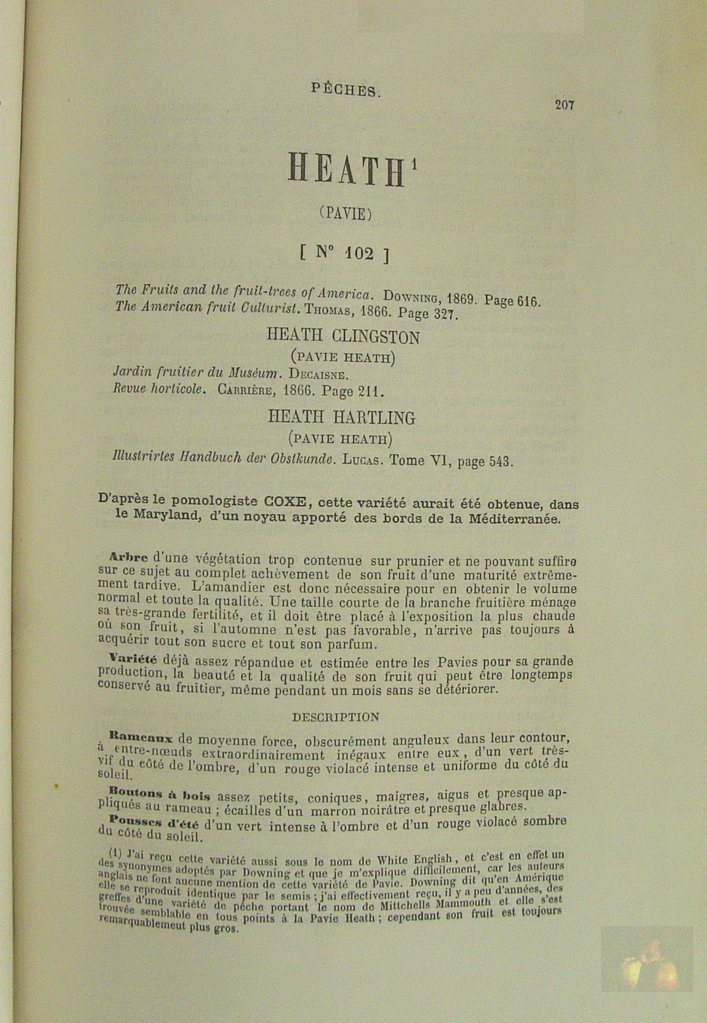 PÊCHES.
207
HEATH¹
(PAVIE)
[ N° 102 ]
The Fruits and the fruit-trees of America. DOWNING, 1869. Page 616.
The American fruit Culturist. THOMAS, 1866. Page 327.
HEATH CLINGSTON
(PAVIE HEATH)
Jardin fruitier du Muséum. DECAISNE.
Revue horticole. CARRIÈRE, 1866. Page 211.
HEATH HARTLING
(PAVIE HEATH)
Illustrirtes Handbuch der Obstkunde. LUCAS. Tome VI, page 543.
D'après le pomologiste COXE, cette variété aurait été obtenue, dans
le Maryland, d'un noyau apporté des bords de la Méditerranée.
Arbre d'une végétation trop contenue sur prunier et ne pouvant suffire
sur ce sujet au complet achèvement de son fruit d'une maturité extrême-
ment tardive. L'amandier est donc nécessaire pour en obtenir le volume
normal et toute la qualité. Une taille courte de la branche fruitière ménage
sa très-grande fertilité, et il doit être placé à l'exposition la plus chaude
où son fruit, si l'automne n'est pas favorable, n'arrive pas toujours à
acquérir tout son sucre et tout son parfum.
Variété déjà assez répandue et estimée entre les Pavies pour sa grande
production, la beauté et la qualité de son fruit qui peut être longtemps
conservé au fruitier, même pendant un mois sans se détériorer.
DESCRIPTION
Rameaux de moyenne force, obscurément anguleux dans leur contour,
à entre-nœuds extraordinairement inégaux entre eux, d'un vert très-
vif du côté de l'ombre, d'un rouge violacé intense et uniforme du côté du
soleil.
Boutons à bois assez petits, coniques, maigres, aigus et presque ap-
pliqués au rameau ; écailles d'un marron noirâtre et presque glabres.
Pousses d'été d'un vert intense à l'ombre et d'un rouge violacé sombre
du côté du soleil.
(1) J'ai reçu cette variété aussi sous le nom de White English, et c'est en effet un
des synonymes adoptés par Downing et que je m'explique difficilement, car les auteurs
anglais ne font aucune mention de cette variété de Pavie. Downing dit qu'en Amérique
elle se reproduit identique par le semis ; j'ai effectivement reçu, il y a peu d'années, des
greffes d'une variété de pêche portant le nom de Mittchells Mammouth et elle s'est
trouvée semblable en tous points à la Pavie Heath ; cependant son fruit est toujours
remarquablement plus gros.